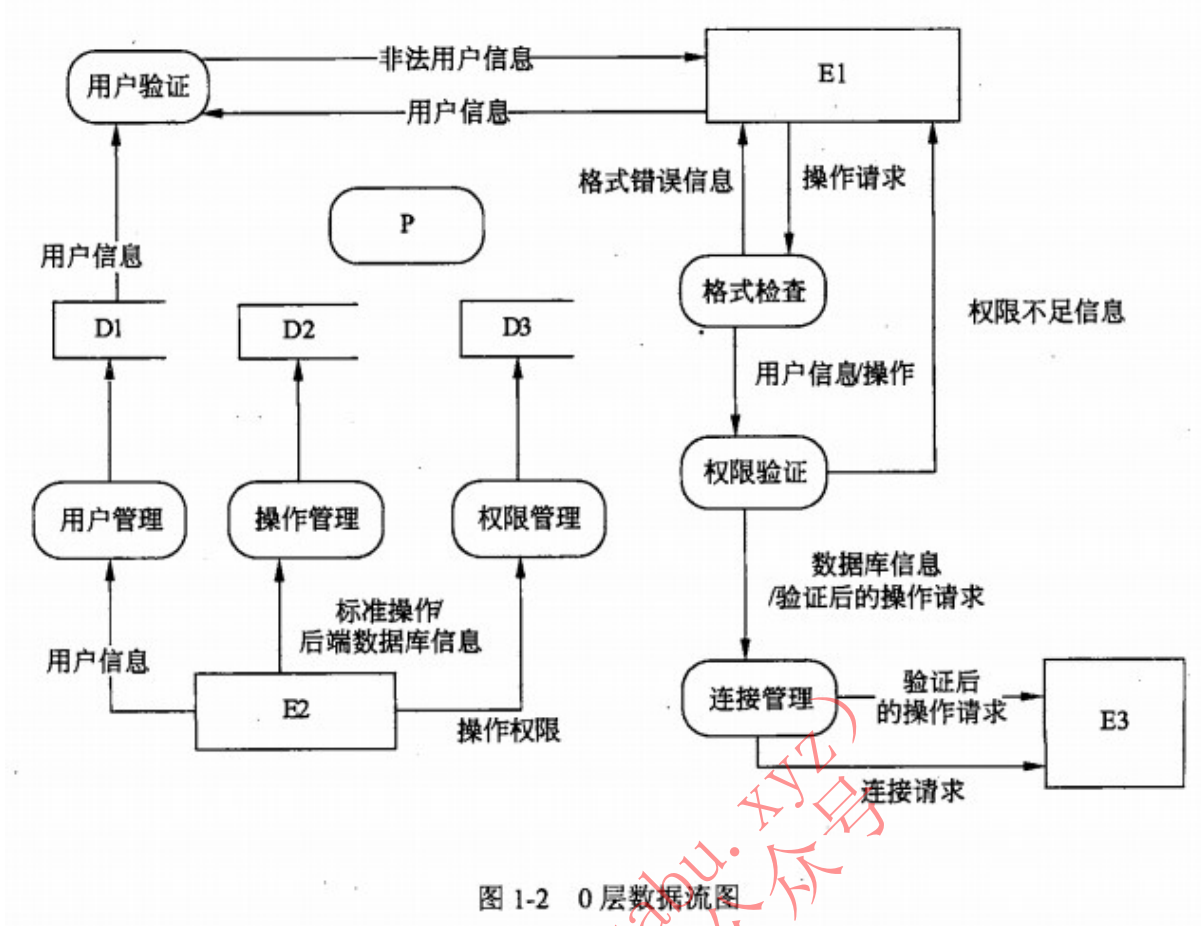 非法用户信息
用户验证
E1
用户信息
格式错误信息
操作请求
P
用户信息
格式检查
权限不足信息
D1
D2
D3
用户信息/操作
权限验证
用户管理
操作管理
权限管理
数据库信息
/验证后的操作请求
标准操作/
后端数据库信息
用户信息
E2
操作权限
连接管理
验证后
的操作请求
E3
连接请求
xyz)
公众号
图 1-2 0 层数据流图